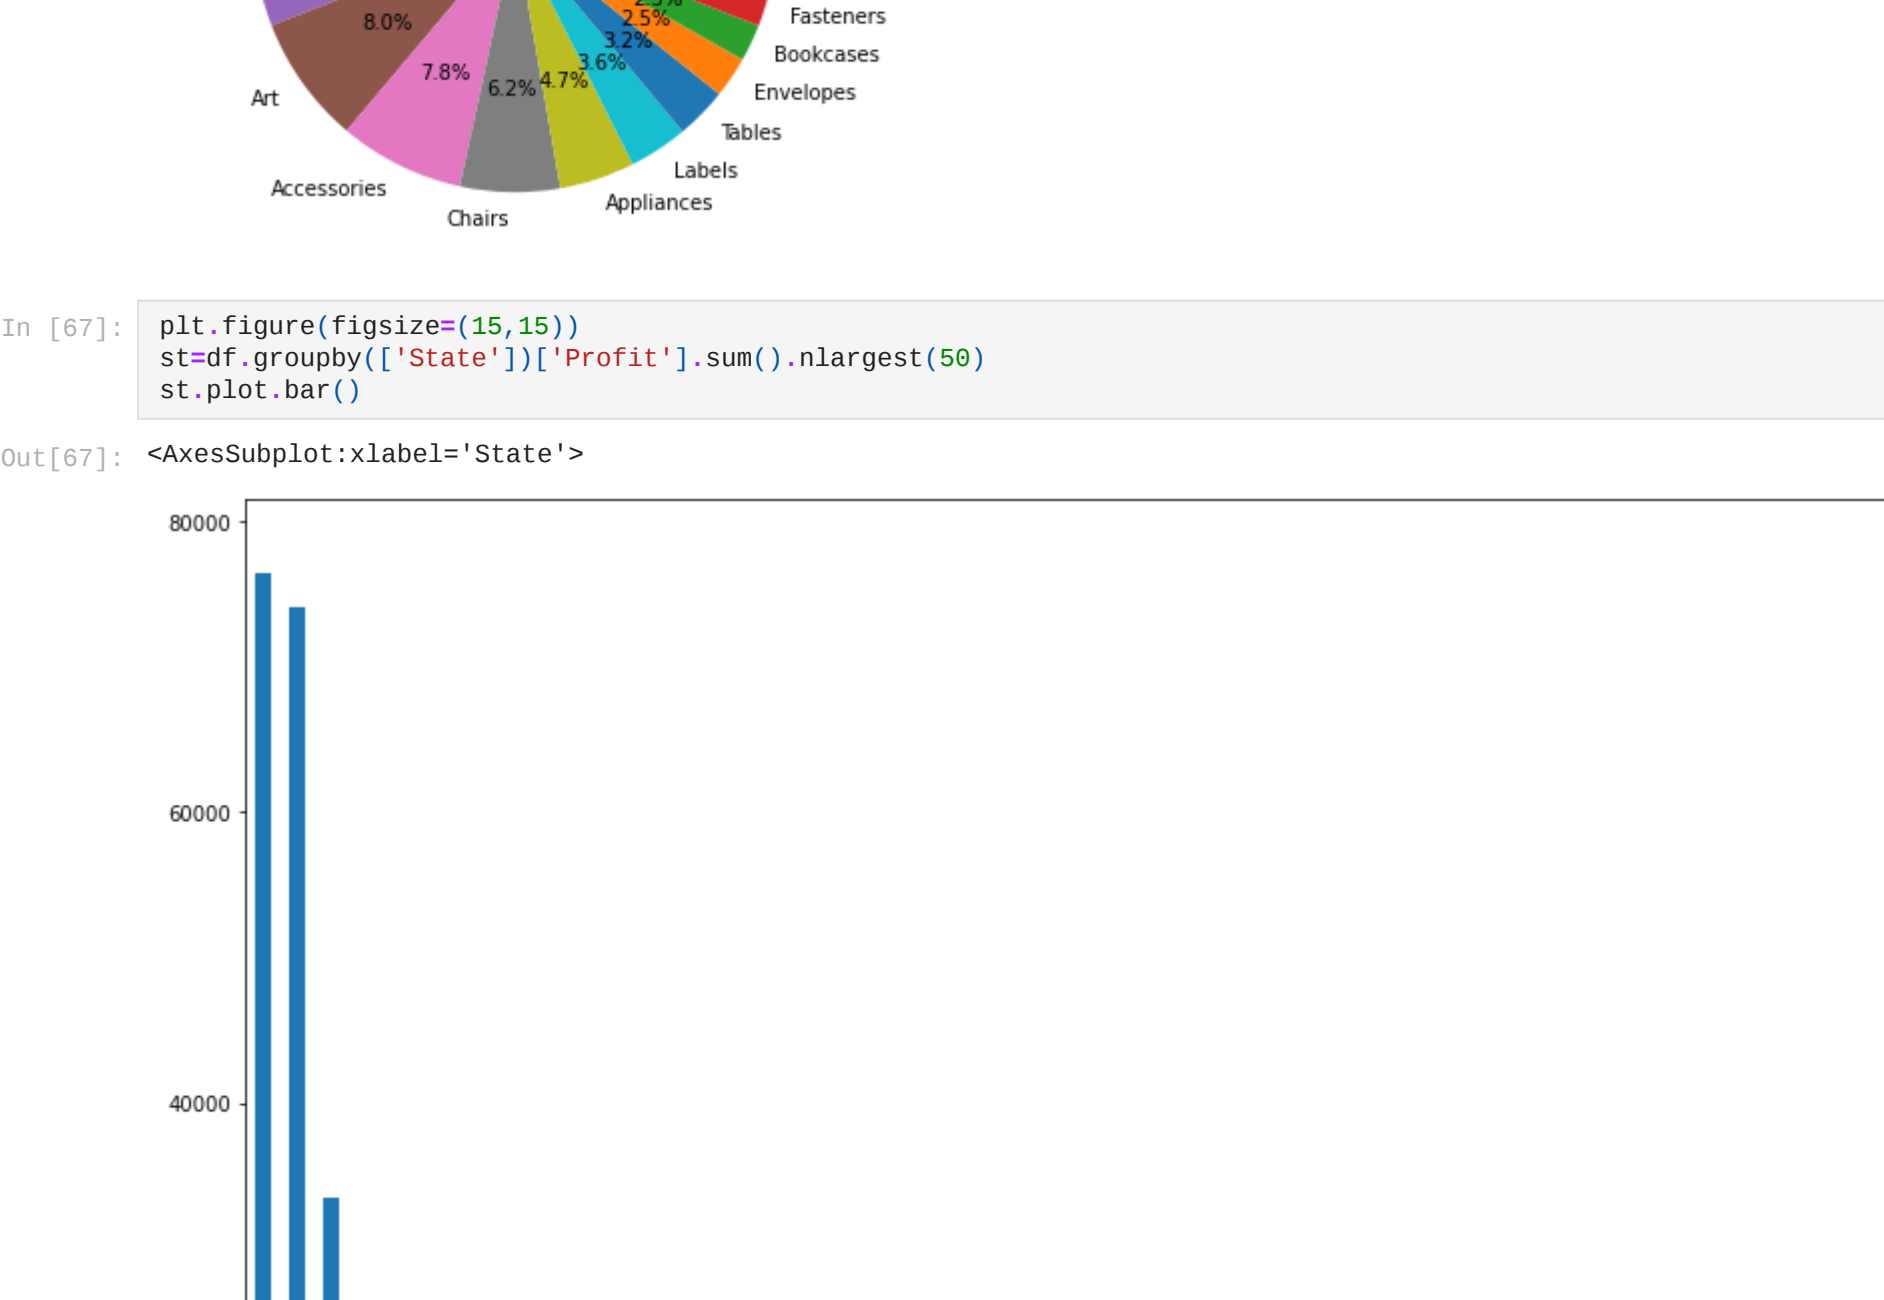 8.0%
2.5%
Fasteners
3.2%
Bookcases
7.8%
6.2%
4.7%
3.6%
Envelopes
Art
Tables
Labels
Accessories
Appliances
Chairs
In [67]:
plt.figure(figsize=(15,15))
st=df.groupby(['State'])['Profit'].sum().nlargest(50)
st.plot.bar()
Out[67]: <AxesSubplot:xlabel='State'>
80000
60000
40000